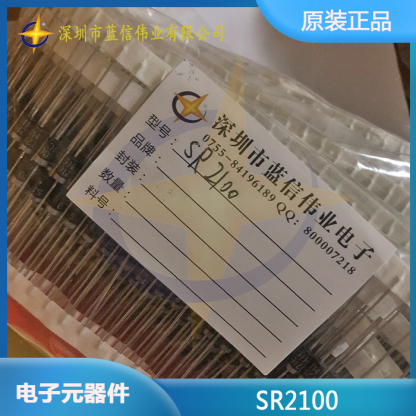 深圳市蓝信伟业有限公司
原装正品
深圳市蓝信伟业电子
0755-84196189 QQ: 800007218
型号:
SR2100
品牌:
封装:
数量:
料号:
电子元器件
SR2100